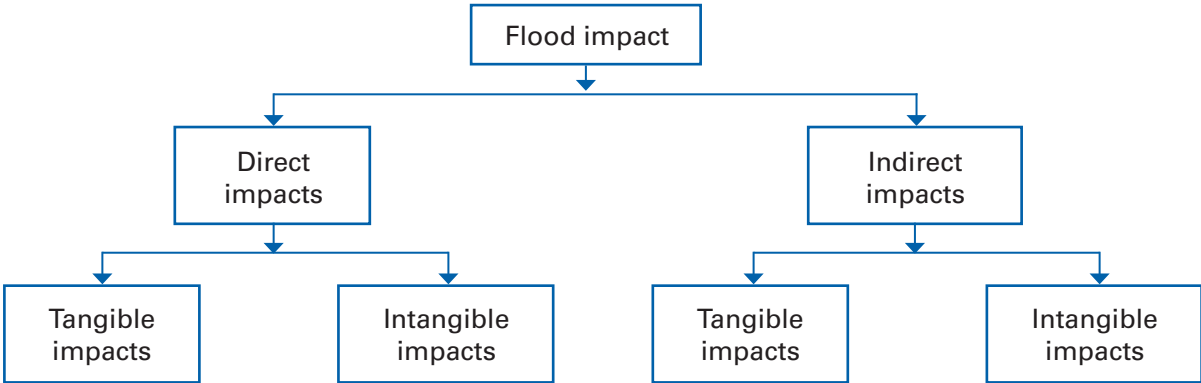 Flood impact
Direct
impacts
Indirect
impacts
Tangible
impacts
Intangible
impacts
Tangible
impacts
Intangible
impacts